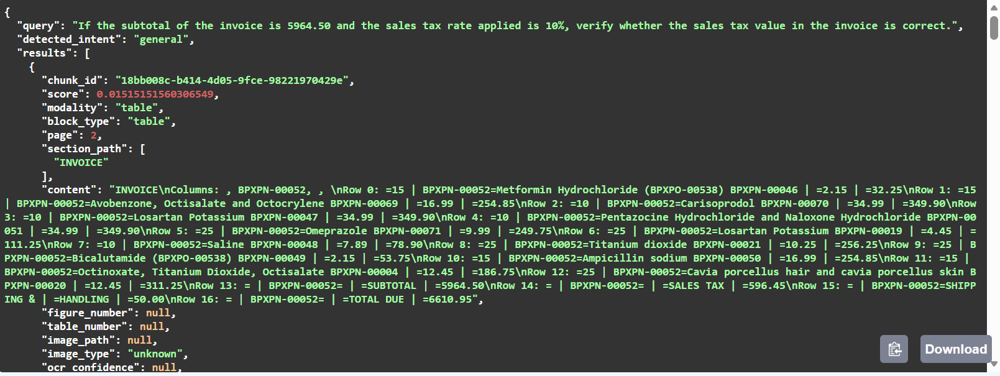 {
"query": "If the subtotal of the invoice is 5964.50 and the sales tax rate applied is 10%, verify whether the sales tax value in the invoice is correct.",
"detected_intent": "general",
"results": [
{
"chunk_id": "18bb008c-b414-4d05-9fce-98221970429e",
"score": 0.01515151560306549,
"modality": "table",
"block_type": "table",
"page": 2,
"section_path": [
"INVOICE"
],
"content": "INVOICE\nColumns: , BPXPN-00052, , \nRow 0: =15 | BPXPN-00052=Metformin Hydrochloride (BPXPO-00538) BPXPN-00046 | =2.15 | =32.25\nRow 1: =15
| BPXPN-00052=Avobenzone, Octisalate and Octocrylene BPXPN-00069 | =16.99 | =254.85\nRow 2: =10 | BPXPN-00052=Carisoprodol BPXPN-00070 | =34.99 | =349.90\nRow
3: =10 | BPXPN-00052=Losartan Potassium BPXPN-00047 | =34.99 | =349.90\nRow 4: =10 | BPXPN-00052=Pentazocine Hydrochloride and Naloxone Hydrochloride BPXPN-00
051 | =34.99 | =349.90\nRow 5: =25 | BPXPN-00052=Omeprazole BPXPN-00071 | =9.99 | =249.75\nRow 6: =25 | BPXPN-00052=Losartan Potassium BPXPN-00019 | =4.45 | =
111.25\nRow 7: =10 | BPXPN-00052=Saline BPXPN-00048 | =7.89 | =78.90\nRow 8: =25 | BPXPN-00052=Titanium dioxide BPXPN-00021 | =10.25 | =256.25\nRow 9: =25 | B
PXPN-00052=Bicalutamide (BPXPO-00538) BPXPN-00049 | =2.15 | =53.75\nRow 10: =15 | BPXPN-00052=Ampicillin sodium BPXPN-00050 | =16.99 | =254.85\nRow 11: =15 |
BPXPN-00052=Octinoxate, Titanium Dioxide, Octisalate BPXPN-00004 | =12.45 | =186.75\nRow 12: =25 | BPXPN-00052=Cavia porcellus hair and cavia porcellus skin B
PXPN-00020 | =12.45 | =311.25\nRow 13: = | BPXPN-00052= | =SUBTOTAL | =5964.50\nRow 14: = | BPXPN-00052= | =SALES TAX | =596.45\nRow 15: = | BPXPN-00052=SHIPP
ING & | =HANDLING | =50.00\nRow 16: = | BPXPN-00052= | =TOTAL DUE | =6610.95",
"figure_number": null,
"table_number": null,
"image_path": null,
"image_type": "unknown",
"ocr_confidence": null,
Download